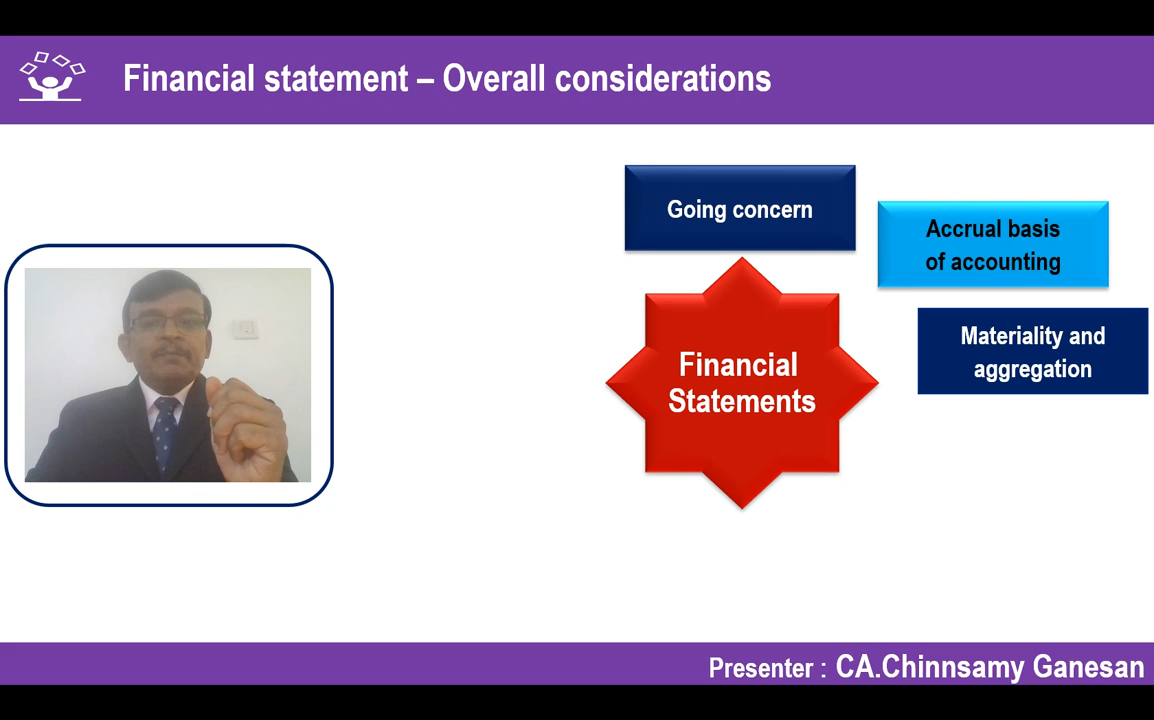 Financial statement – Overall considerations
Going concern
Accrual basis
of accounting
Materiality and
aggregation
Financial
Statements
Presenter : CA.Chinnsamy Ganesan